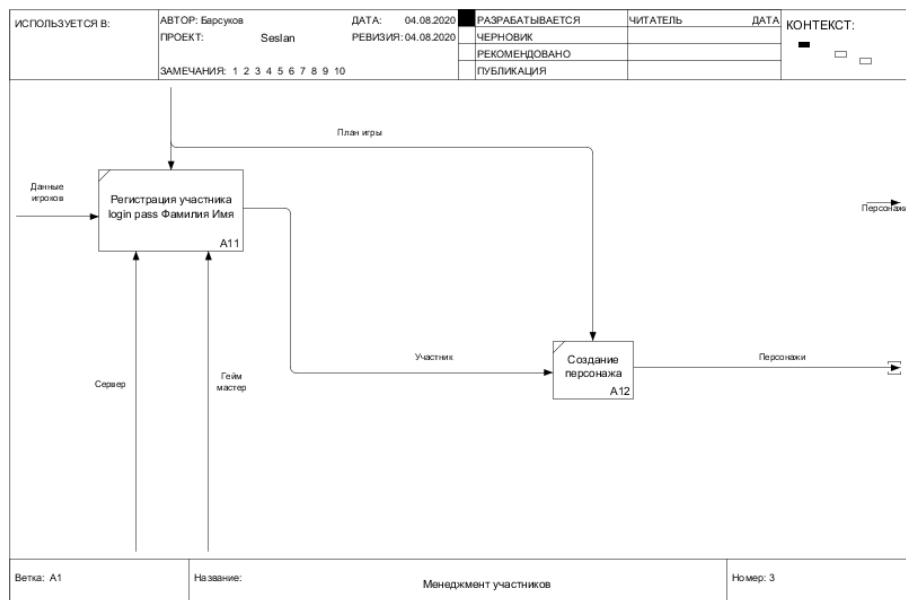 ИСПОЛЬЗУЕТСЯ В:
АВТОР: Барсуков
ДАТА: 04.08.2020
ПРОЕКТ: Seslan
РЕВИЗИЯ: 04.08.2020
ЗАМЕЧАНИЯ: 1 2 3 4 5 6 7 8 9 10
РАЗРАБАТЫВАЕТСЯ
ЧЕРНОВИК
РЕКОМЕНДОВАНО
ПУБЛИКАЦИЯ
ЧИТАТЕЛЬ ДАТА
КОНТЕКСТ:
План игры
Данные
игроков
Регистрация участника
login pass Фамилия Имя
A11
Персонажи
Участник
Создание
персонажа
A12
Персонажи
Сервер
Гейм
мастер
Ветка: A1
Название:
Менеджмент участников
Номер: 3